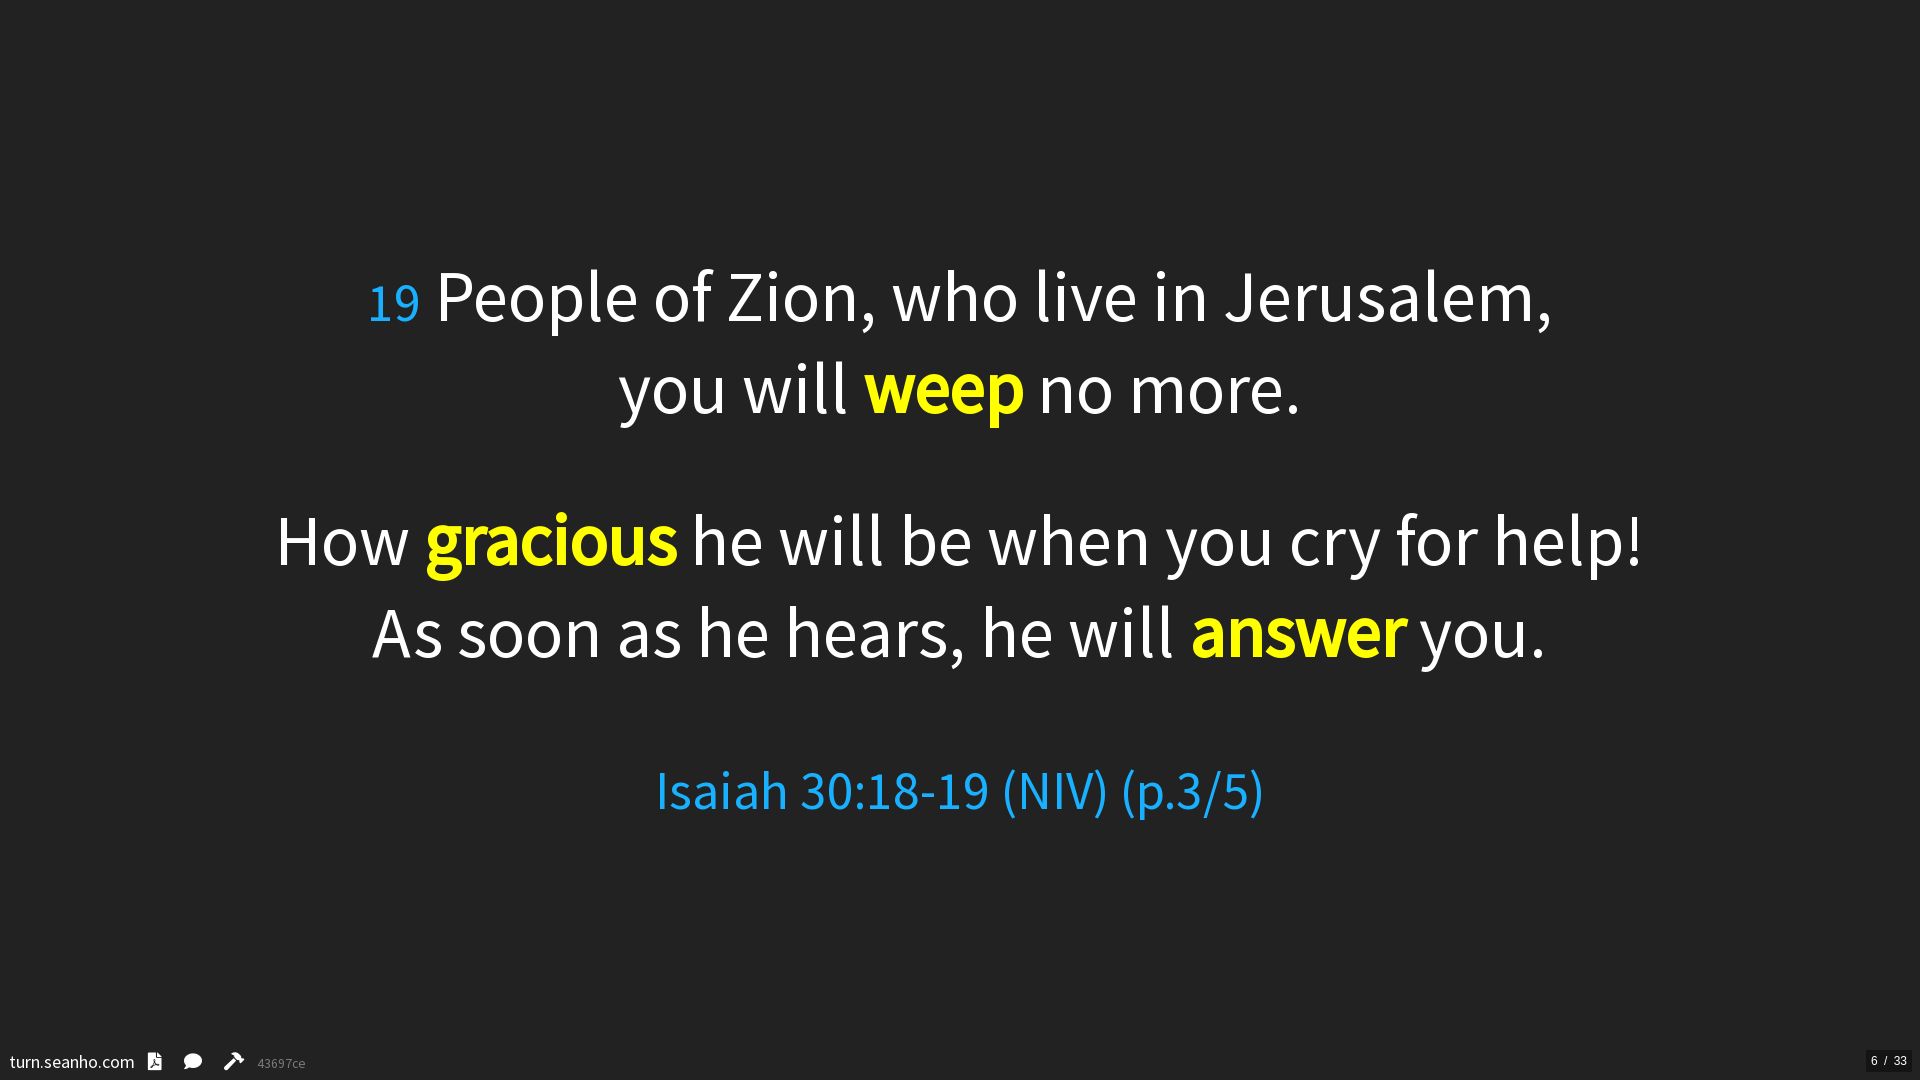 19 People of Zion, who live in Jerusalem,
you will weep no more.
How gracious he will be when you cry for help!
As soon as he hears, he will answer you.
Isaiah 30:18-19 (NIV) (p.3/5)
turn.seanho.com 43697ce
6 / 33